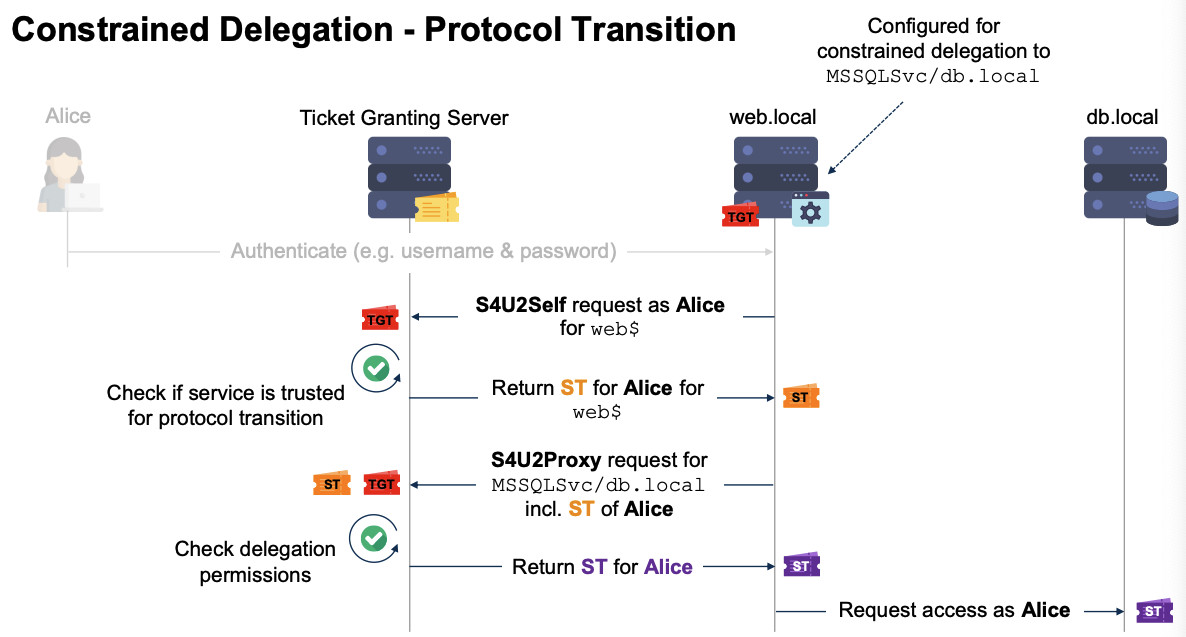 Constrained Delegation - Protocol Transition
Configured for
constrained delegation to
MSSQLSvc/db.local
Alice
Ticket Granting Server
web.local
db.local
TGT
Authenticate (e.g. username & password)
TGT
S4U2Self request as Alice
for web$
Check if service is trusted
for protocol transition
Return ST for Alice for
web$
ST
ST
TGT
S4U2Proxy request for
MSSQLSvc/db.local
incl. ST of Alice
Check delegation
permissions
Return ST for Alice
ST
Request access as Alice
ST